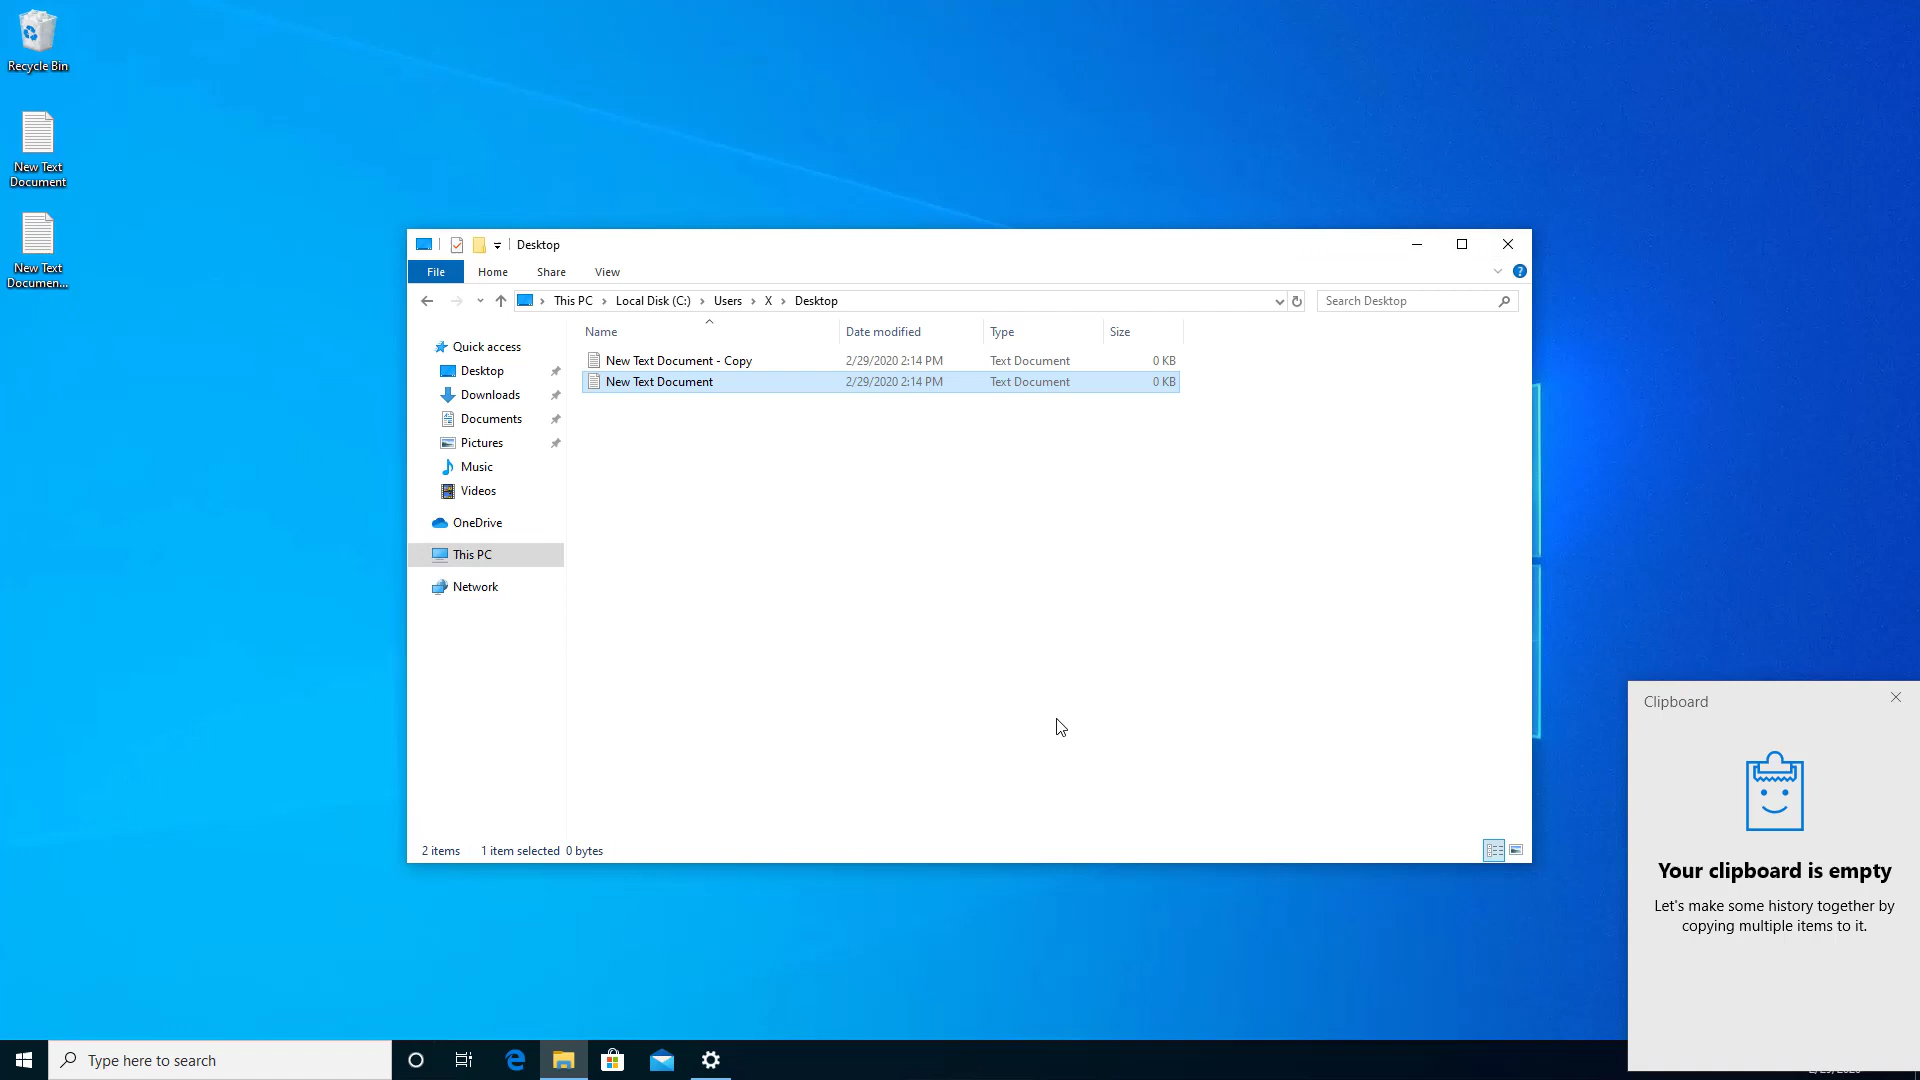 Recycle Bin
New Text
Document
New Text
Documen...
Desktop
File Home Share View
This PC Local Disk (C:) Users X Desktop
Search Desktop
Name Date modified Type Size
Quick access
Desktop
Downloads
Documents
Pictures
Music
Videos
OneDrive
This PC
Network
New Text Document - Copy 2/29/2020 2:14 PM Text Document 0 KB
New Text Document 2/29/2020 2:14 PM Text Document 0 KB
2 items 1 item selected 0 bytes
Clipboard
Your clipboard is empty
Let's make some history together by
copying multiple items to it.
Type here to search